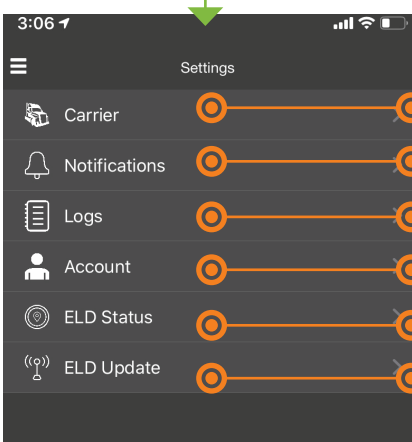 3:06
Settings
Carrier
Notifications
Logs
Account
ELD Status
ELD Update